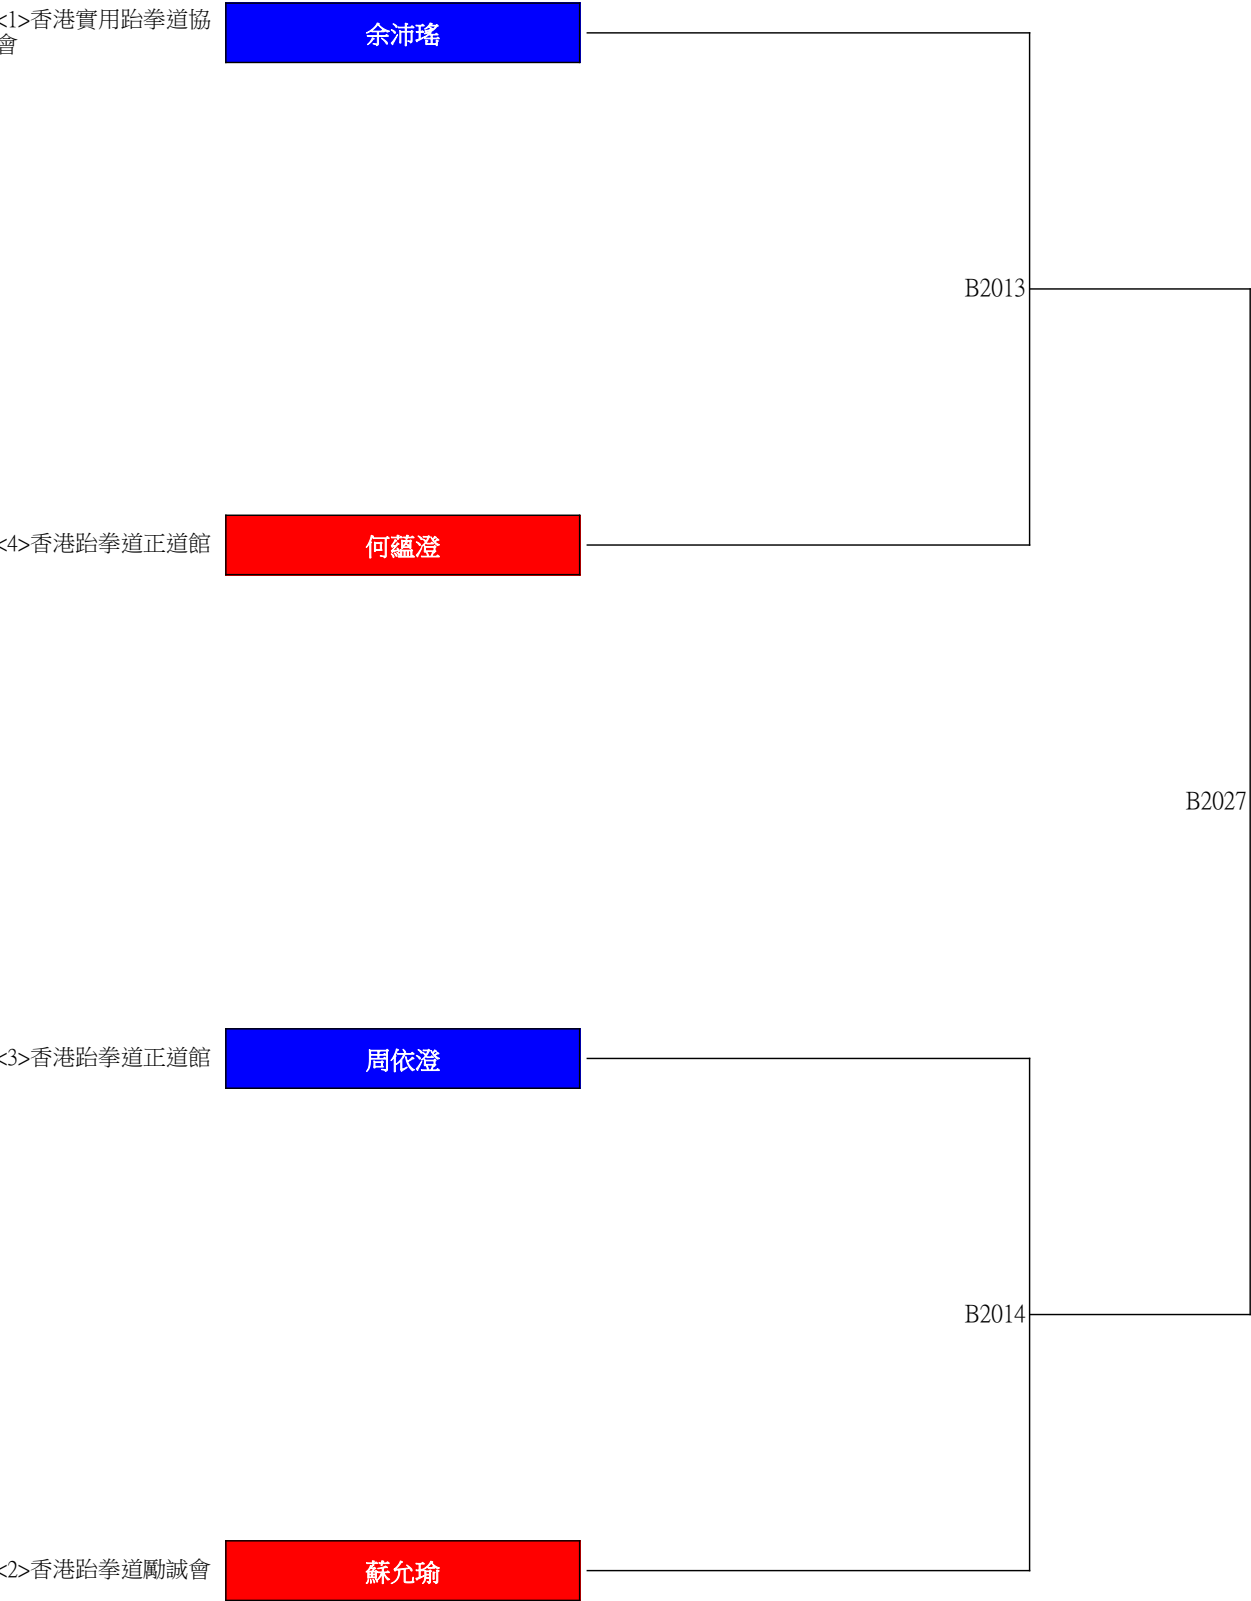 <1>香港實用跆拳道協
會
余沛瑤
B2013
<4>香港跆拳道正道館
何蘊澄
B2027
<3>香港跆拳道正道館
周依澄
B2014
<2>香港跆拳道勵誠會
蘇允瑜